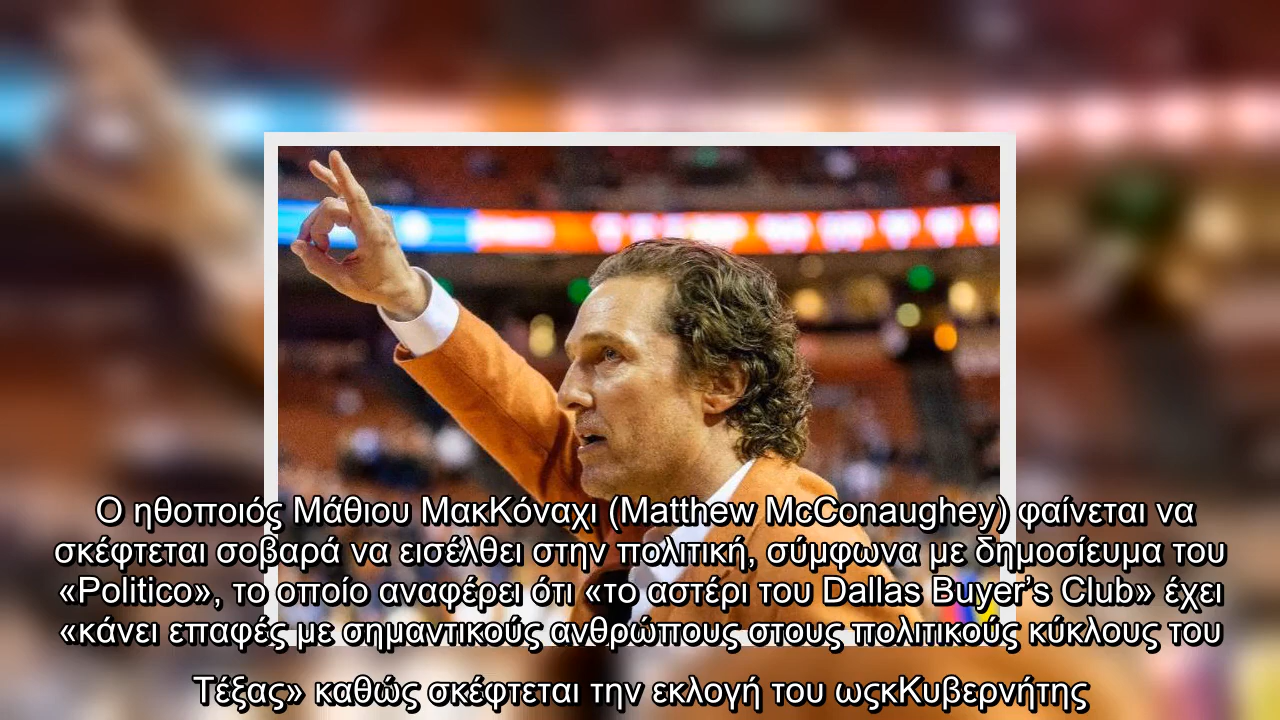 Ο ηθοποιός Μάθιου ΜακΚόναχι (Matthew McConaughey) φαίνεται να
σκέφτεται σοβαρά να εισέλθει στην πολιτική, σύμφωνα με δημοσίευμα του
«Politico», το οποίο αναφέρει ότι «το αστέρι του Dallas Buyer’s Club» έχει
«κάνει επαφές με σημαντικούς ανθρώπους στους πολιτικούς κύκλους του
Τέξας» καθώς σκέφτεται την εκλογή του ωςκΚυβερνήτης